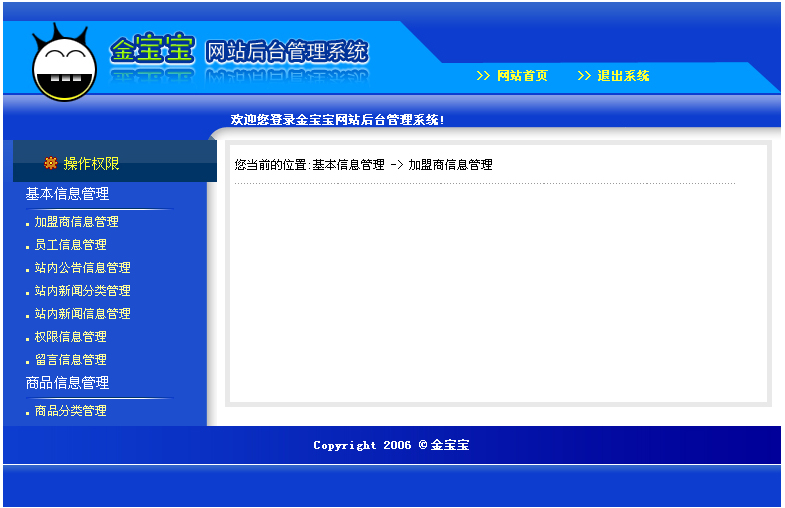 金宝宝 网站后台管理系统
>> 网站首页 >> 退出系统
欢迎您登录金宝宝网站后台管理系统!
操作权限
您当前的位置:基本信息管理 -> 加盟商信息管理
基本信息管理
加盟商信息管理
员工信息管理
站内公告信息管理
站内新闻分类管理
站内新闻信息管理
权限信息管理
留言信息管理
商品信息管理
商品分类管理
Copyright 2006 ©金宝宝